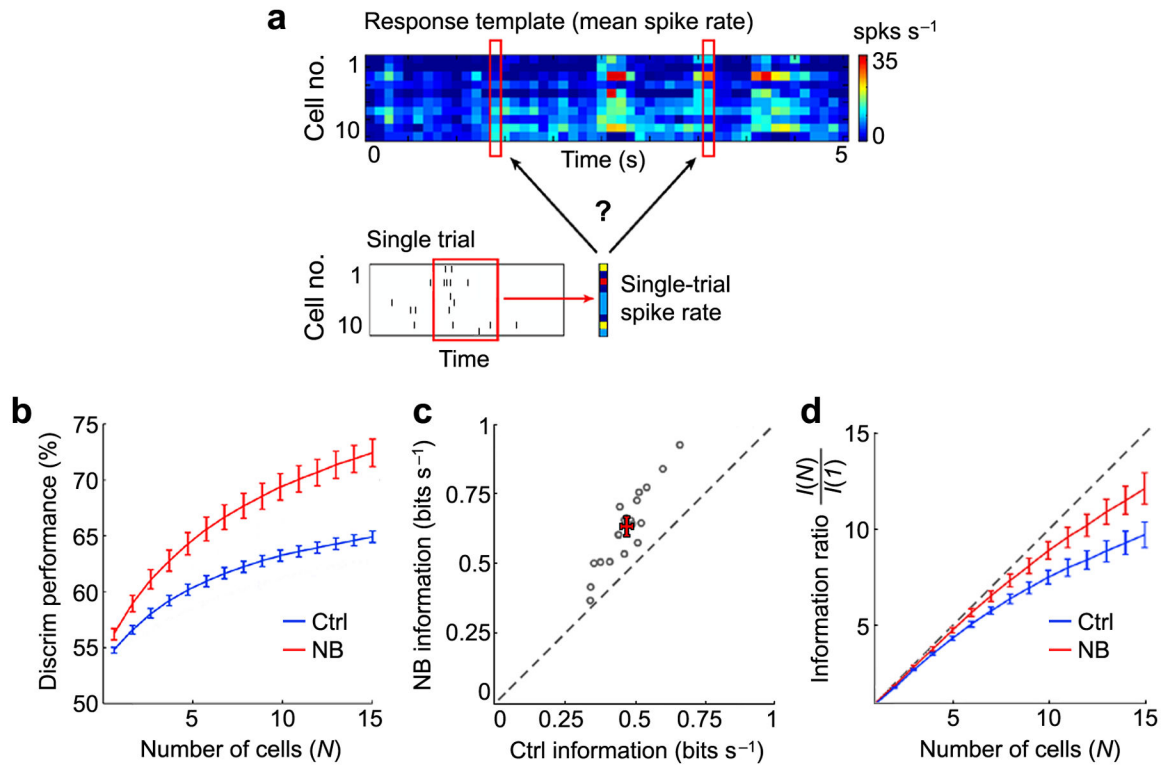 a
Response template (mean spike rate)
spks s⁻¹
Cell no.
1
10
35
0
0
Time (s)
5
?
Single trial
Cell no.
1
10
Time
Single-trial
spike rate
b
Discrim performance (%)
75
70
65
60
55
50
5
10
15
Number of cells (N)
Ctrl
NB
c
NB information (bits s⁻¹)
1
0.75
0.5
0.25
0
0
0.25
0.5
0.75
1
Ctrl information (bits s⁻¹)
d
Information ratio I(N)/I(1)
15
10
5
5
10
15
Number of cells (N)
Ctrl
NB